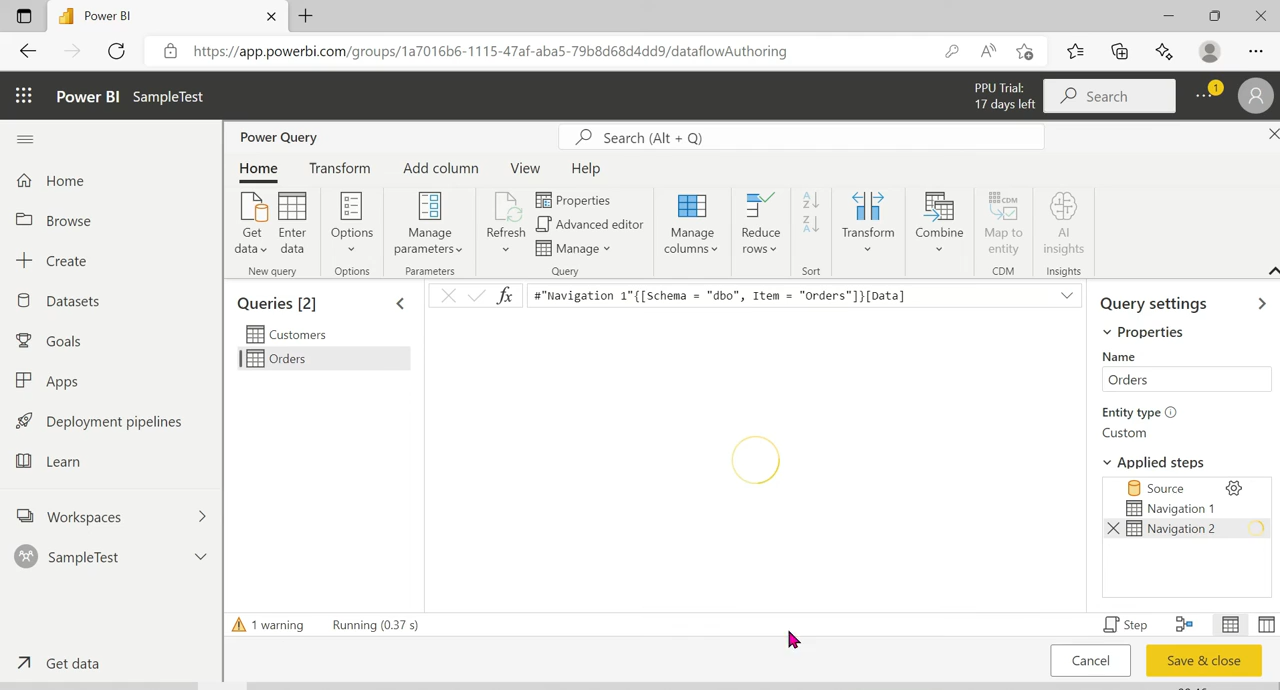 Power BI
https://app.powerbi.com/groups/1a7016b6-1115-47af-aba5-79b8d68d4dd9/dataflowAuthoring
Power BI SampleTest
PPU Trial:
17 days left
Search
1
Home
Browse
Create
Datasets
Goals
Apps
Deployment pipelines
Learn
Workspaces
SampleTest
Get data
Power Query
Search (Alt + Q)
Home Transform Add column View Help
Get data
Enter data
New query
Options
Options
Manage parameters
Parameters
Refresh
Properties
Advanced editor
Manage
Query
Manage columns
Reduce rows
A Z
Z A
Sort
Transform
Combine
CDM
Map to entity
CDM
AI insights
Insights
Queries [2]
Customers
Orders
fx #"Navigation 1"{[Schema = "dbo", Item = "Orders"]}[Data]
Query settings
Properties
Name
Orders
Entity type
Custom
Applied steps
Source
Navigation 1
Navigation 2
1 warning Running (0.37 s)
Step
Cancel Save & close